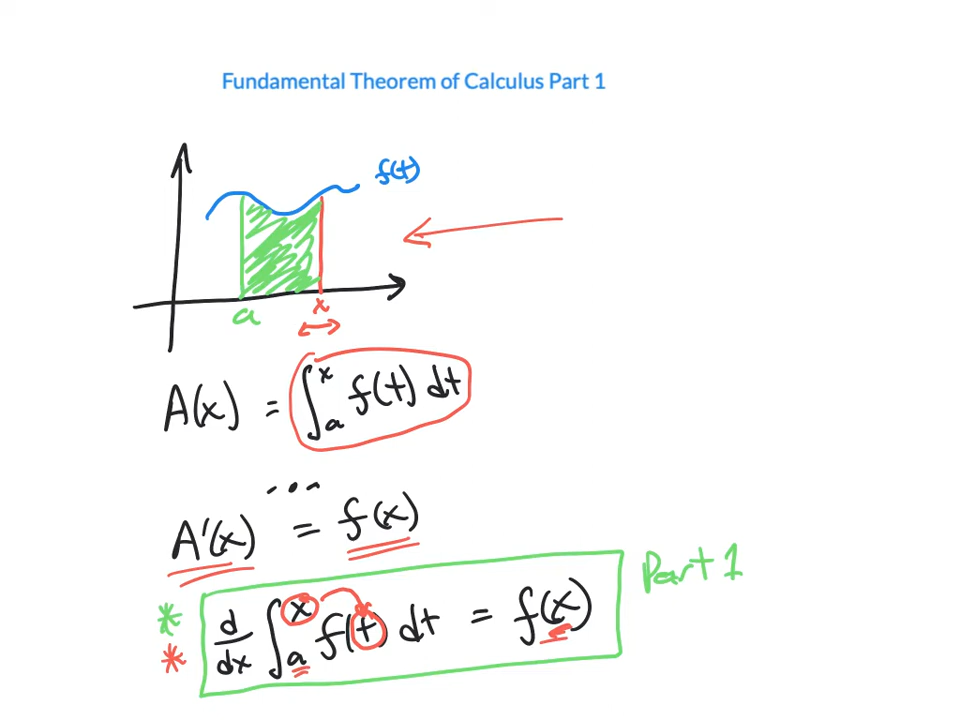 Fundamental Theorem of Calculus Part 1
f(t)
a
x
A(x) = ∫ₐˣ f(t) dt
...
A'(x) = f(x)
Part 1
* d/dx ∫ₐˣ f(t) dt = f(x)
*